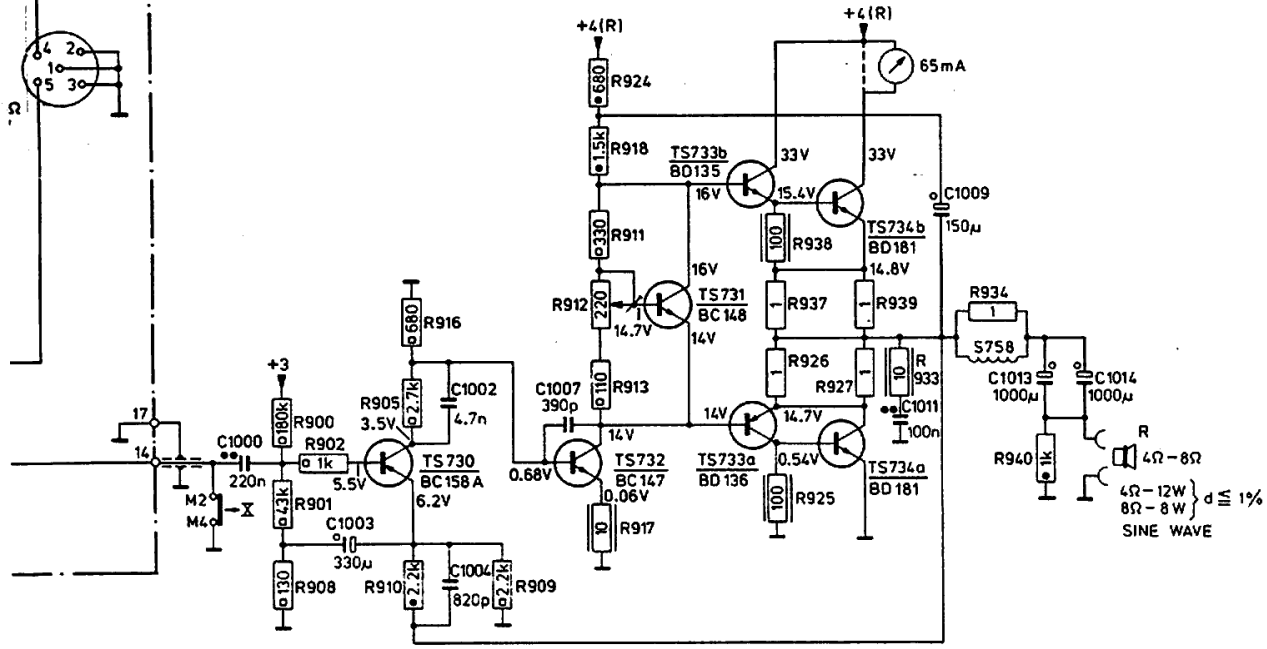 +4(R)
+4(R)
4
2
1
5
3
Ω
680
R924
65mA
1.5k
R918
TS733b
BD135
33V
33V
16V
15.4V
C1009
150µ
330
R911
100
R938
TS734b
BD181
16V
14.8V
R912
220
TS731
BC148
14.7V
14V
1
R937
1
R939
R934
1
S758
680
R916
+3
110
R913
1
R926
R927
1
10
R
933
C1013
1000µ
C1014
1000µ
2.7k
R905
C1002
4.7n
C1007
390p
3.5V
14V
14V
14.7V
C1011
100n
17
180k
R900
14
C1000
220n
R902
1k
5.5V
TS730
BC158A
6.2V
0.68V
TS732
BC147
0.06V
TS733a
BD136
0.54V
TS734a
BD181
R940
1k
R
4Ω-8Ω
4Ω-12W
8Ω-8W
d ≦ 1%
SINE WAVE
M2
M4
X
43k
R901
10
R917
100
R925
C1003
330µ
130
R908
R910
2.2k
C1004
820p
2.2k
R909